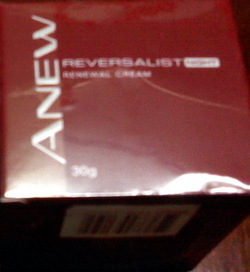 ANEW
REVERSALIST NIGHT
RENEWAL CREAM
30g